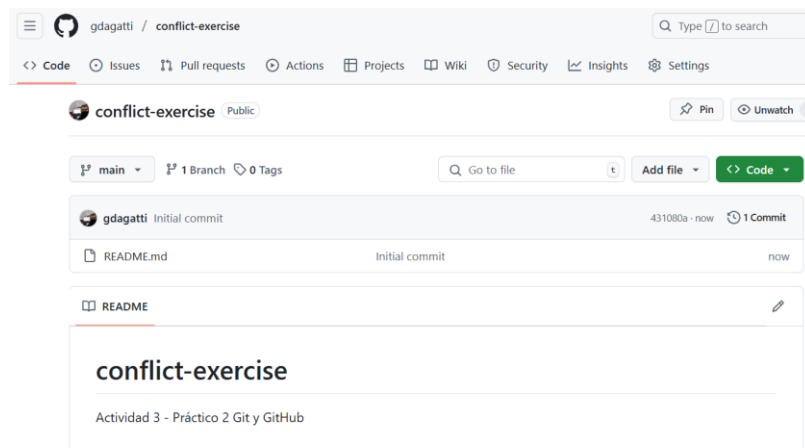 gdagatti / conflict-exercise
Type / to search
Code Issues Pull requests Actions Projects Wiki Security Insights Settings
conflict-exercise Public Pin Unwatch
main 1 Branch 0 Tags Go to file t Add file Code
gdagatti Initial commit 431080a · now 1 Commit
README.md Initial commit now
README
conflict-exercise
Actividad 3 - Práctico 2 Git y GitHub